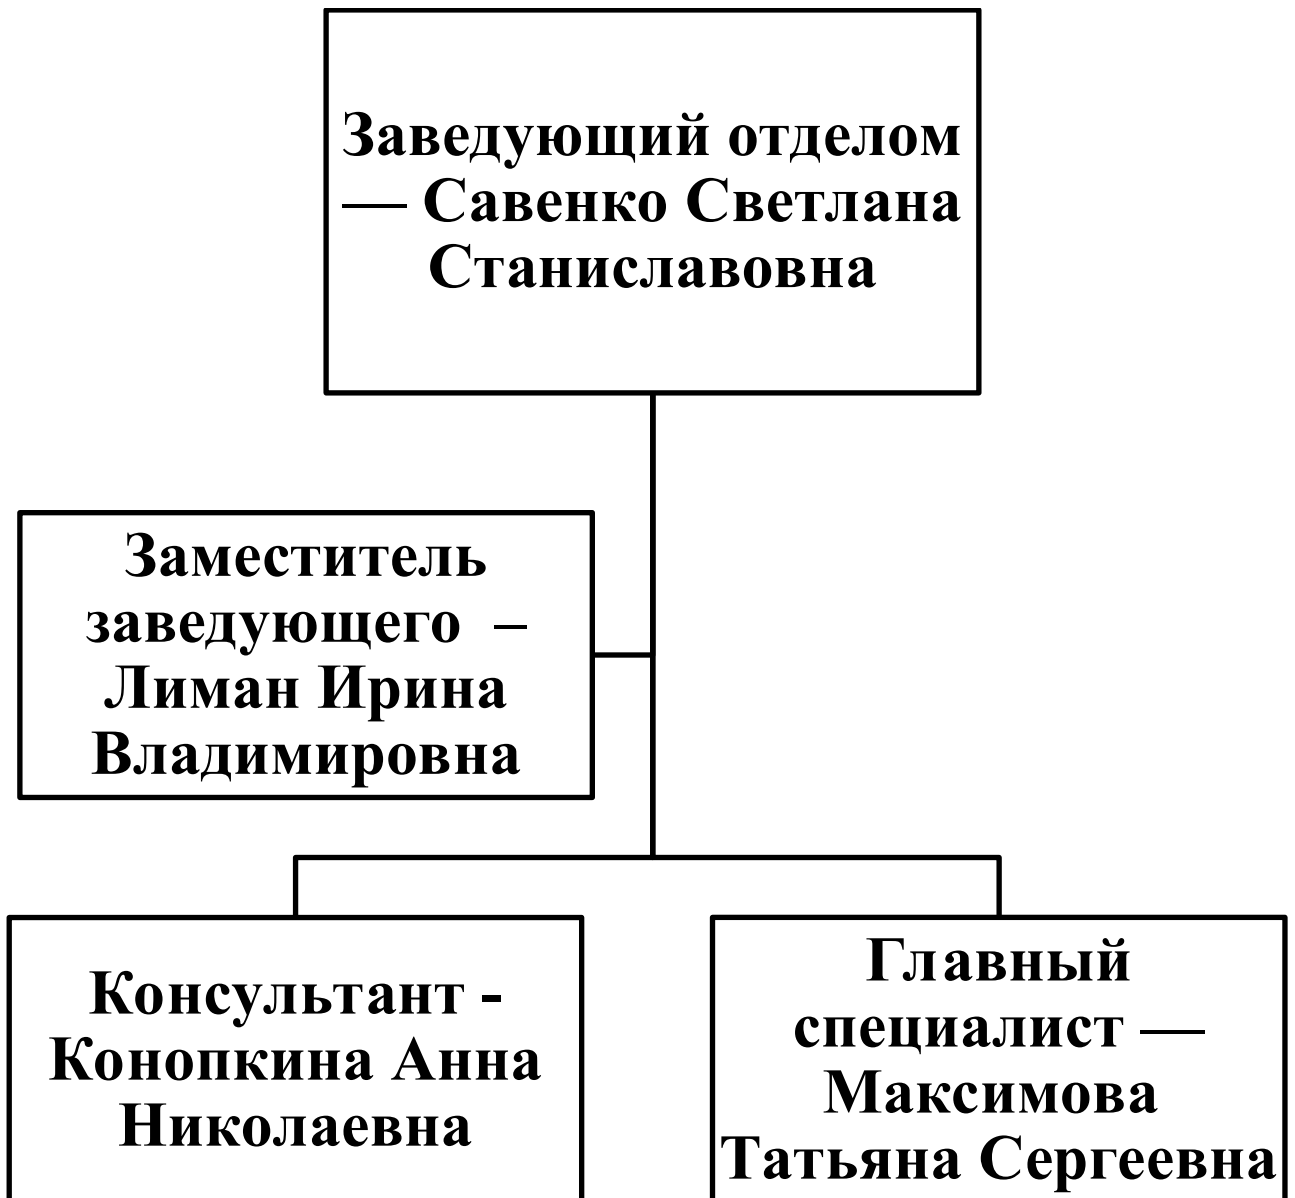 Заведующий отделом
— Савенко Светлана
Станиславовна
Заместитель
заведующего –
Лиман Ирина
Владимировна
Консультант -
Конопкина Анна
Николаевна
Главный
специалист —
Максимова
Татьяна Сергеевна